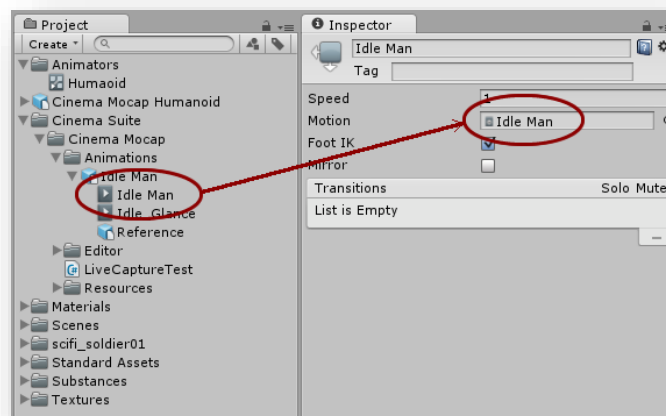 Project
Create
Animators
Humaoid
Cinema Mocap Humanoid
Cinema Suite
Cinema Mocap
Animations
Idle Man
Idle Man
Idle_Glance
Reference
Editor
LiveCaptureTest
Resources
Materials
Scenes
scifi_soldier01
Standard Assets
Substances
Textures
Inspector
Idle Man
Tag
Speed 1
Motion Idle Man
Foot IK
Mirror
Transitions Solo Mute
List is Empty